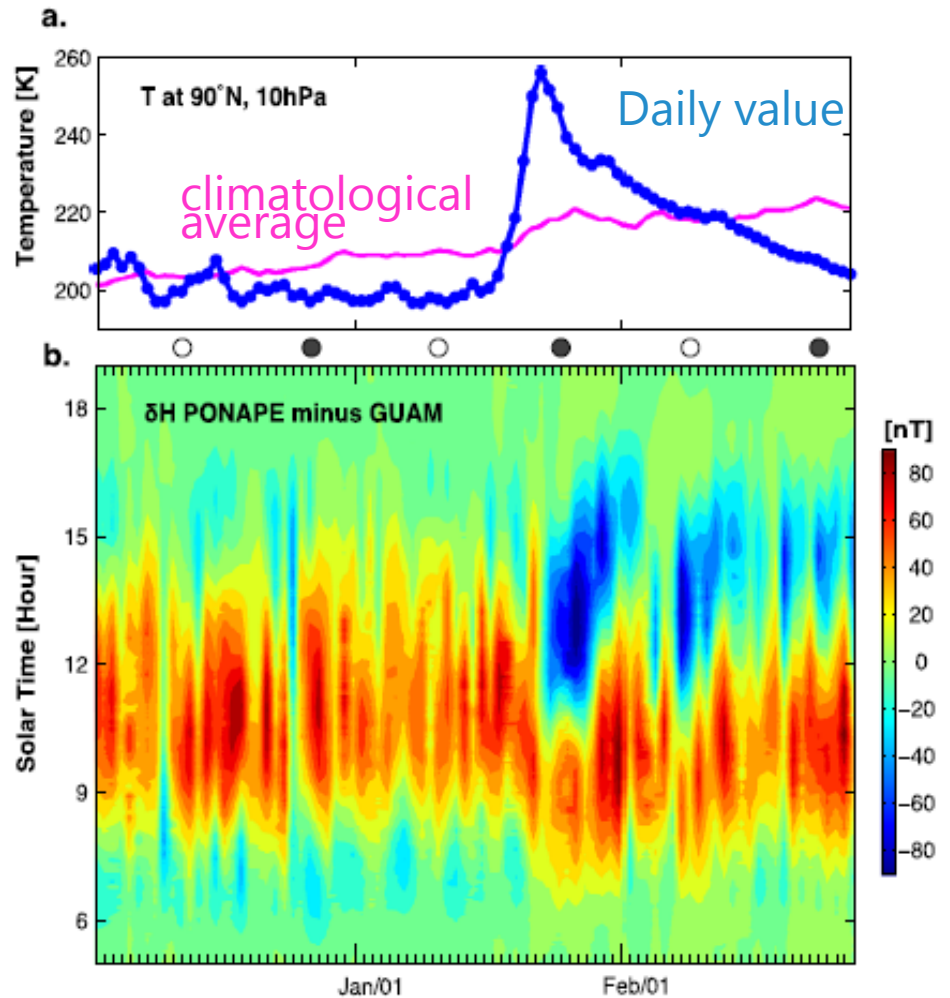 a.
260
240
220
200
Temperature [K]
T at 90°N, 10hPa
Daily value
climatological
average
b.
δH PONAPE minus GUAM
18
15
12
9
6
Solar Time [Hour]
Jan/01
Feb/01
[nT]
80
60
40
20
0
−20
−40
−60
−80